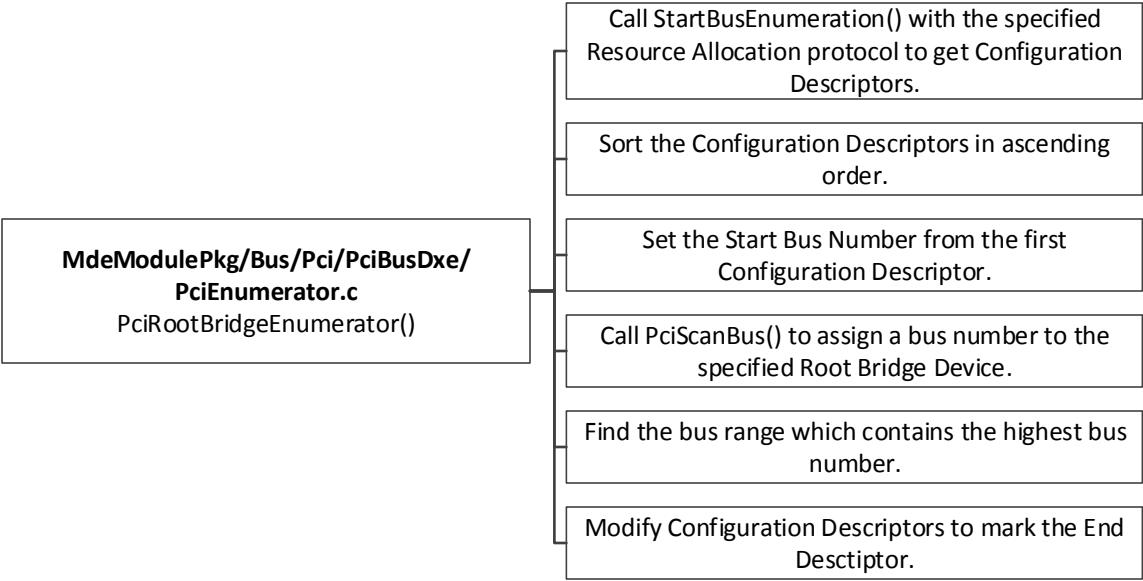 MdeModulePkg/Bus/Pci/PciBusDxe/
PciEnumerator.c
PciRootBridgeEnumerator()
Call StartBusEnumeration() with the specified
Resource Allocation protocol to get Configuration
Descriptors.
Sort the Configuration Descriptors in ascending
order.
Set the Start Bus Number from the first
Configuration Descriptor.
Call PciScanBus() to assign a bus number to the
specified Root Bridge Device.
Find the bus range which contains the highest bus
number.
Modify Configuration Descriptors to mark the End
Desctiptor.